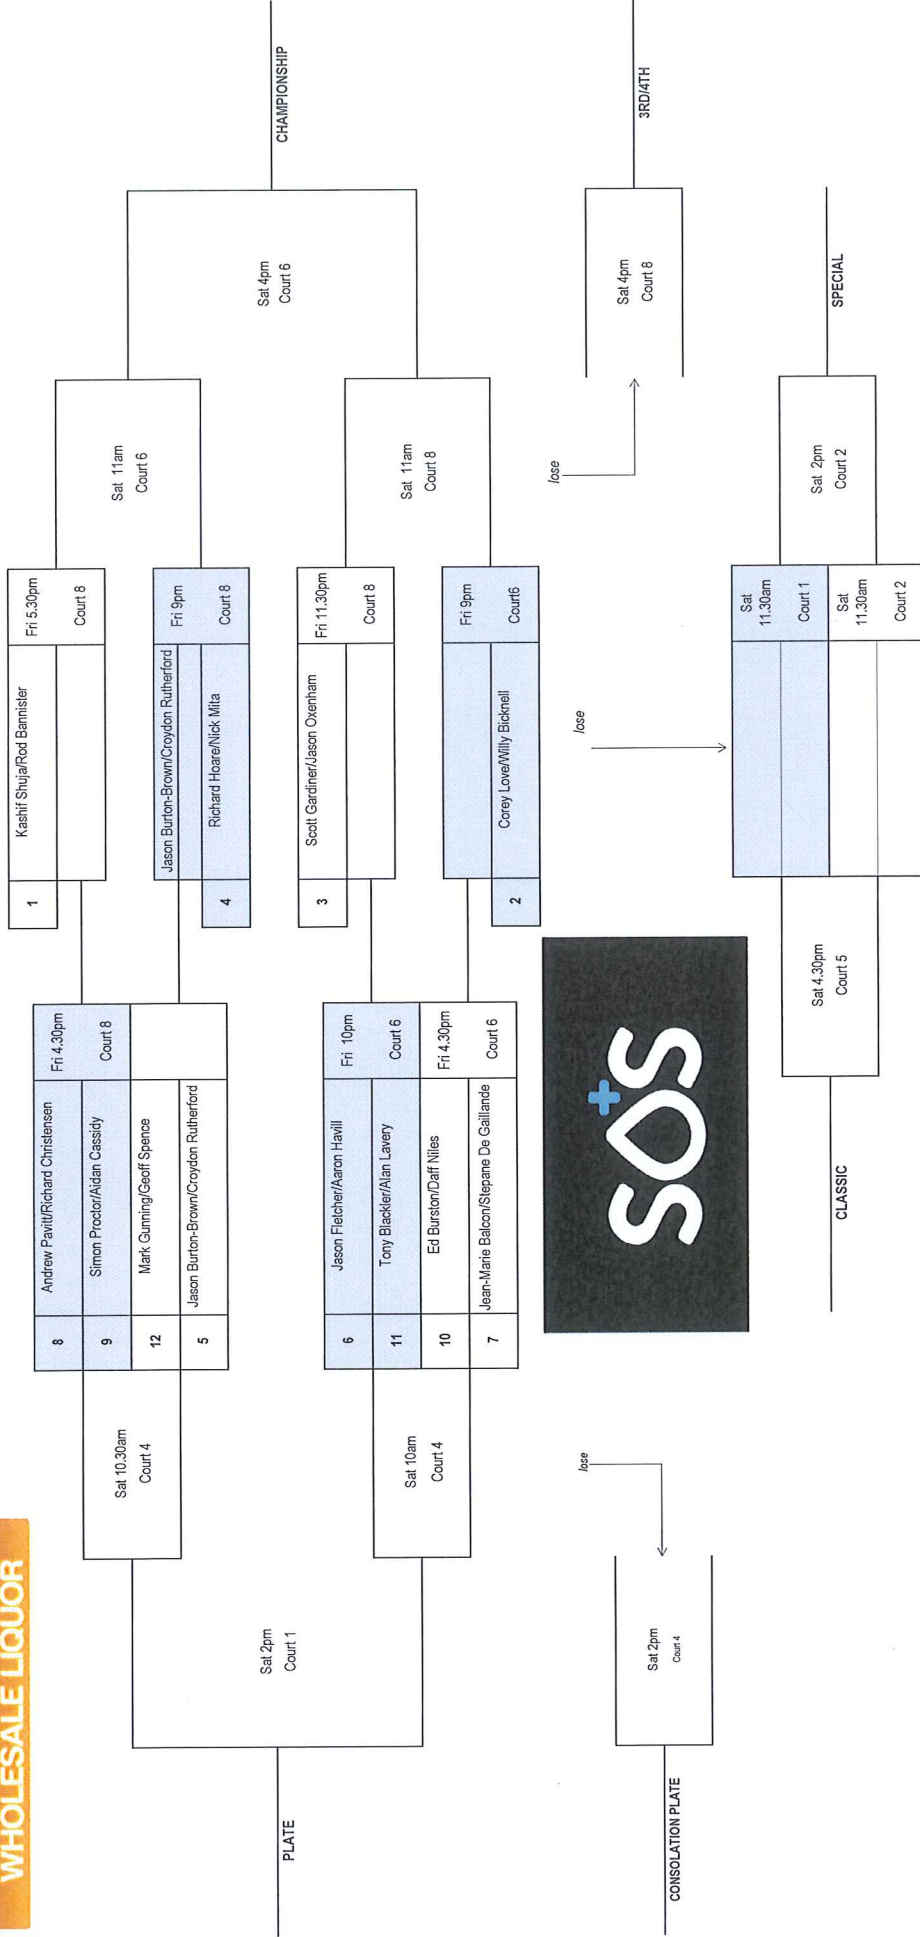 WHOLESALE LIQUOR
8
Andrew Pavitt/Richard Christensen
Fri 4.30pm
9
Simon Proctor/Aidan Cassidy
Court 8
12
Mark Gunning/Geoff Spence
5
Jason Burton-Brown/Croydon Rutherford
Sat 10.30am
Court 4
1
Kashif Shuja/Rod Bannister
Fri 5.30pm
Court 8
Jason Burton-Brown/Croydon Rutherford
Fri 9pm
4
Richard Hoare/Nick Mita
Court 8
Sat 11am
Court 6
Sat 2pm
Court 1
PLATE
Sat 4pm
Court 6
CHAMPIONSHIP
6
Jason Fletcher/Aaron Havill
Fri 10pm
11
Tony Blackler/Alan Lavery
Court 6
10
Ed Burston/Daff Niles
Fri 4.30pm
7
Jean-Marie Balcon/Stepane De Gaillande
Court 6
Sat 10am
Court 4
3
Scott Gardiner/Jason Oxenham
Fri 11.30pm
Court 8
Fri 9pm
2
Corey Love/Willy Bicknell
Court6
Sat 11am
Court 8
lose
lose
lose
Sat 4pm
Court 8
3RD/4TH
Sat 2pm
Court 4
CONSOLATION PLATE
SOS
Sat
11.30am
Court 1
Sat
11.30am
Court 2
Sat 4.30pm
Court 5
CLASSIC
Sat 2pm
Court 2
SPECIAL